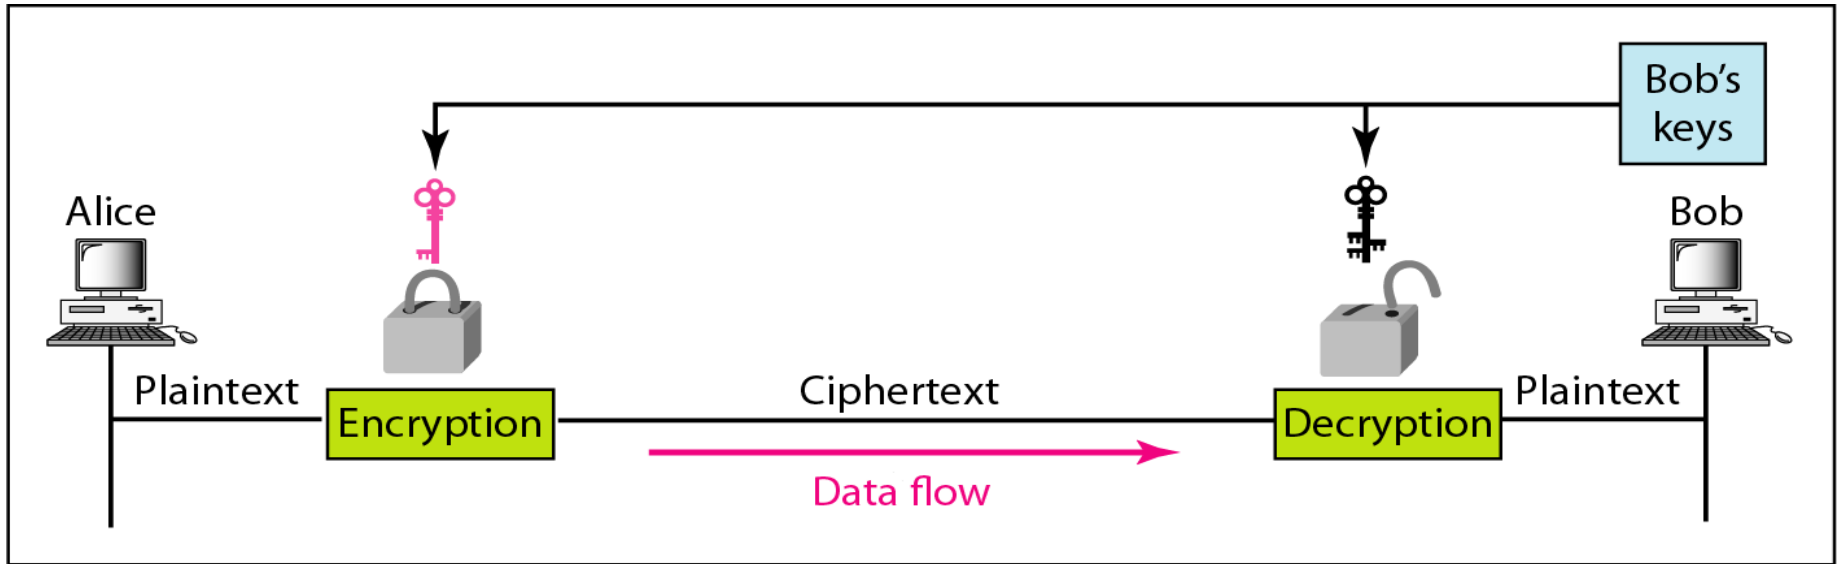 Bob’s
keys
Alice
Bob
Plaintext
Ciphertext
Plaintext
Encryption
Decryption
Data flow